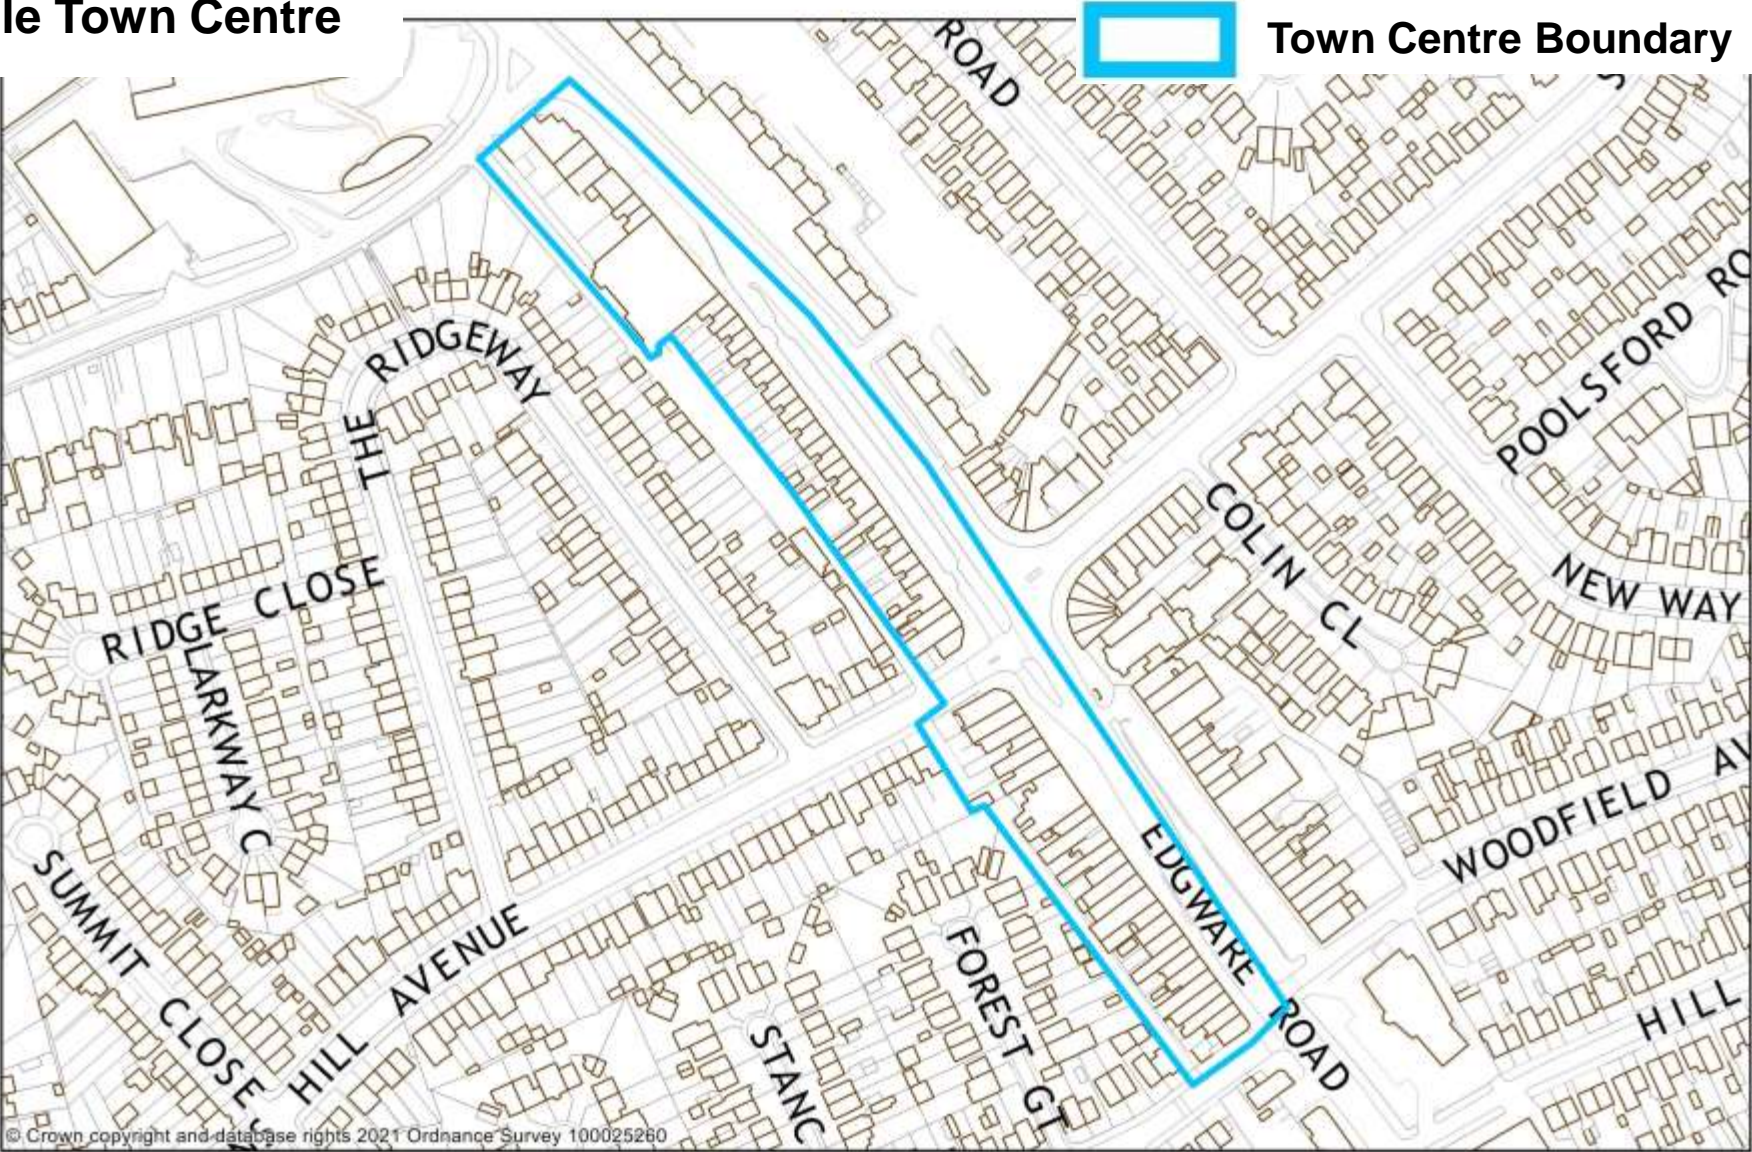 le Town Centre
Town Centre Boundary
ROAD
THE RIDGEWAY
RIDGE CLOSE
LARKWAY C
SUMMIT CLOSE
HILL AVENUE
STANC
FOREST GT
EDGWARE ROAD
COLIN CL
POOLSFORD RO
NEW WAY
WOODFIELD AV
HILL
© Crown copyright and database rights 2021 Ordnance Survey 100025260